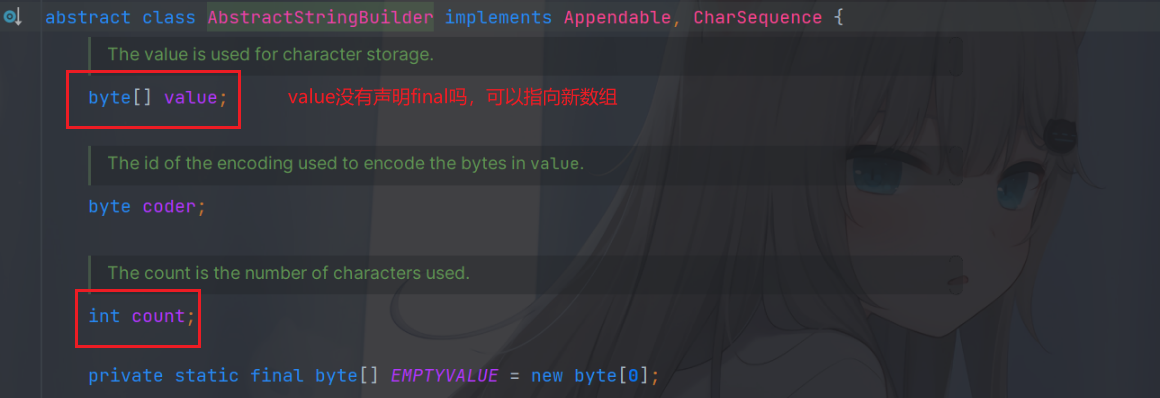 abstract class AbstractStringBuilder implements Appendable, CharSequence {
The value is used for character storage.
byte[] value; value没有声明final吗，可以指向新数组
The id of the encoding used to encode the bytes in value.
byte coder;
The count is the number of characters used.
int count;
private static final byte[] EMPTYVALUE = new byte[0];